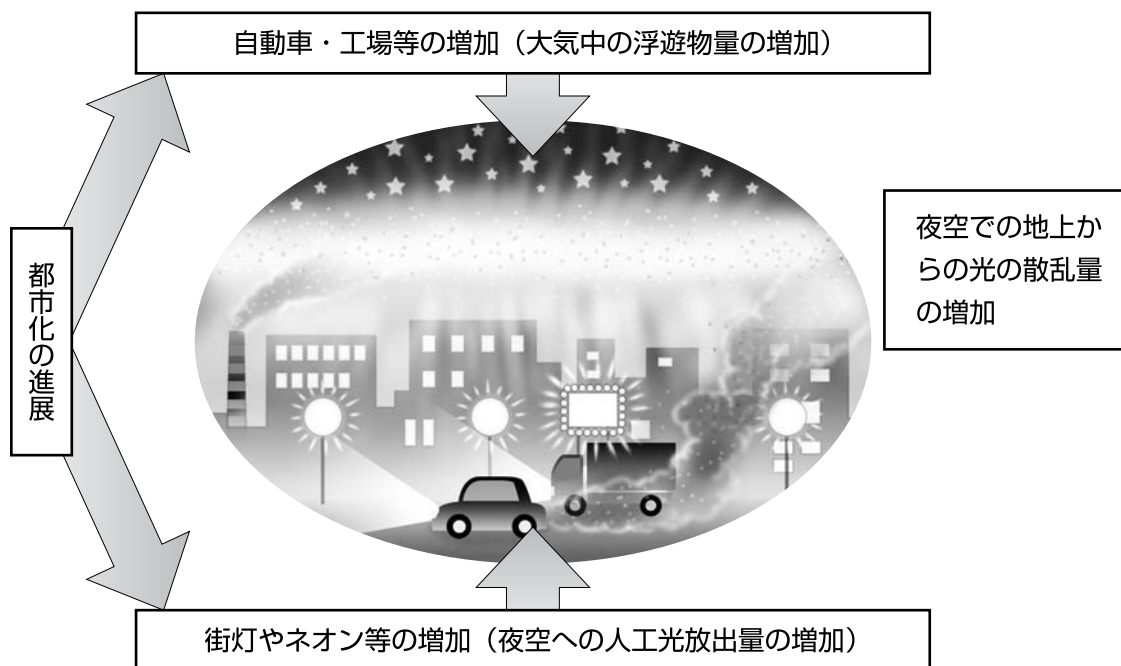 自動車・工場等の増加（大気中の浮遊物量の増加）
夜空での地上か
らの光の散乱量
の増加
都市化の進展
街灯やネオン等の増加（夜空への人工光放出量の増加）